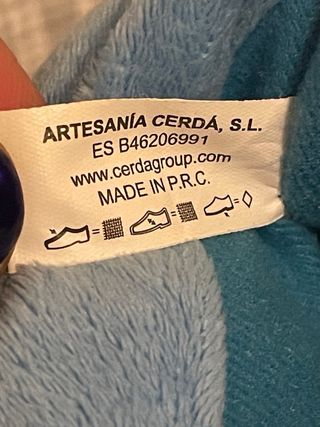 ARTESANÍA CERDÁ, S.L.
ES B46206991
www.cerdagroup.com
MADE IN P.R.C.